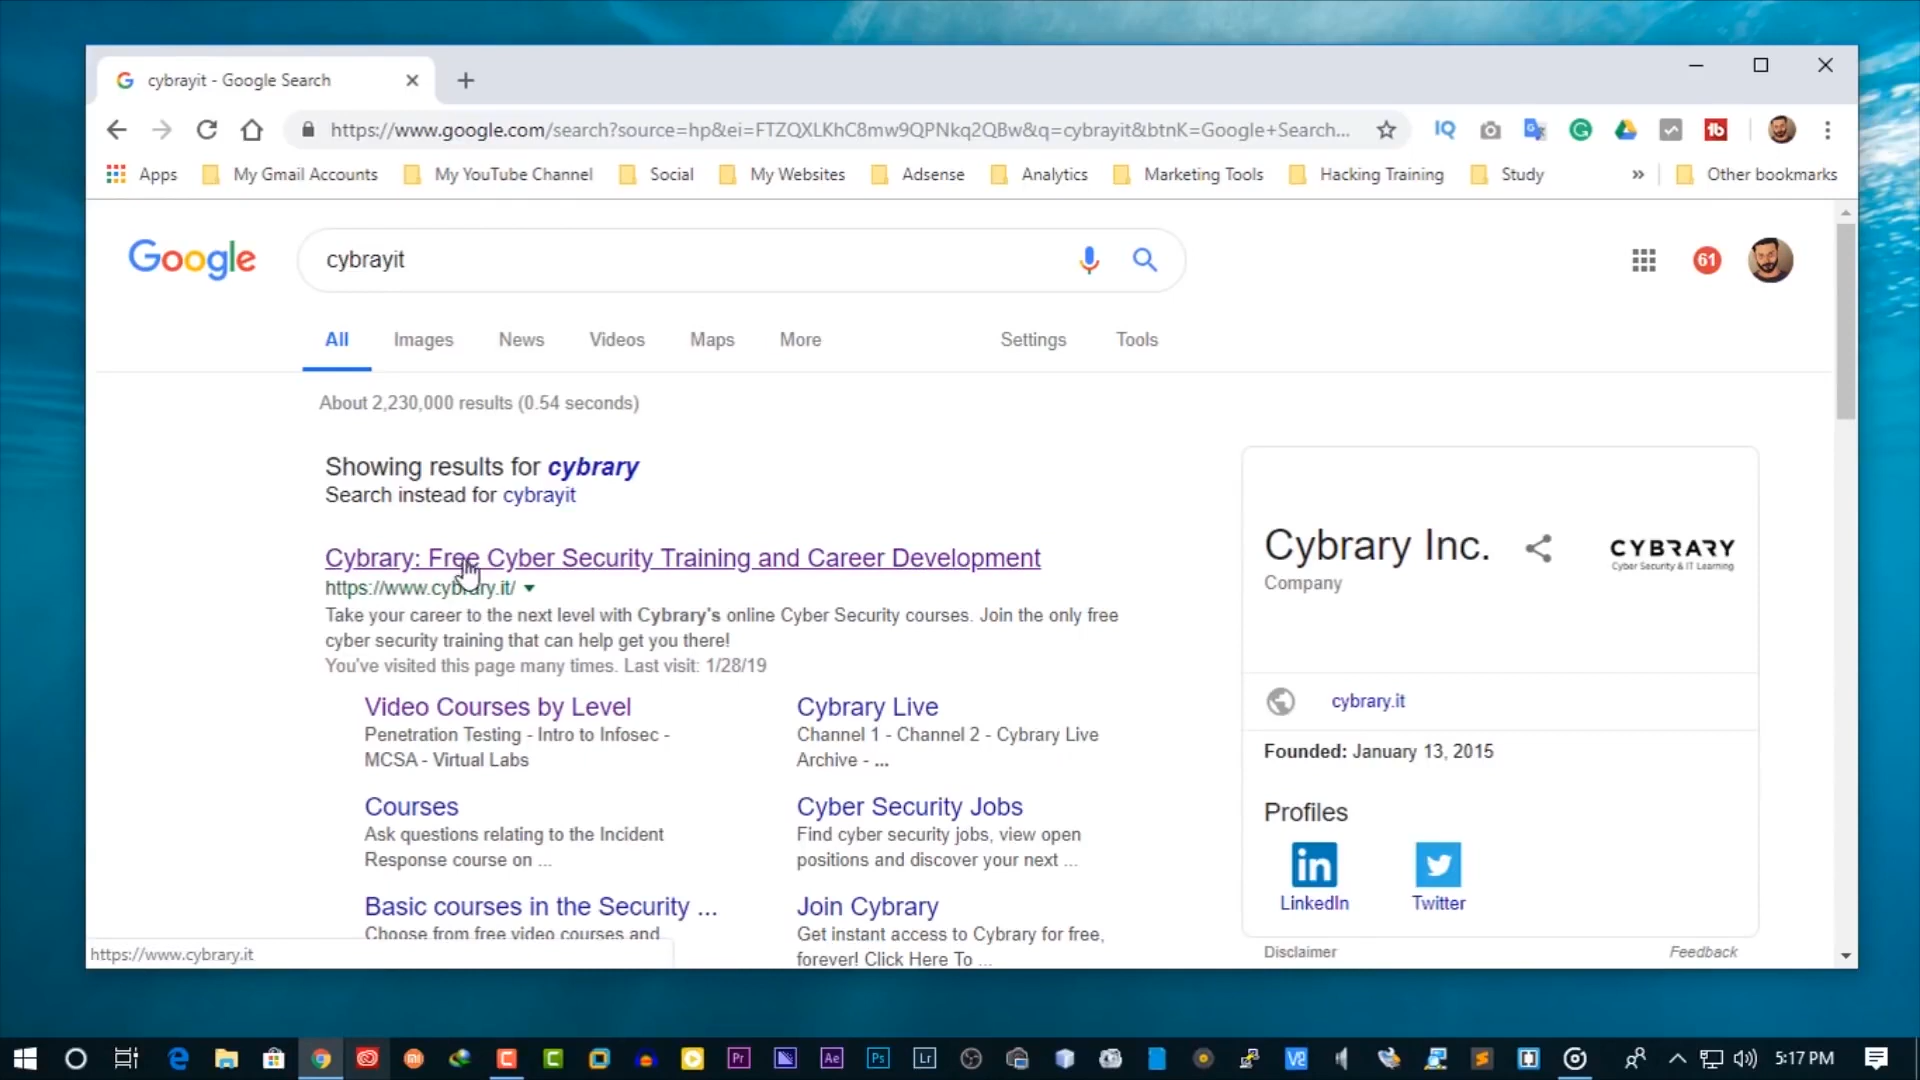 cybrayit - Google Search
https://www.google.com/search?source=hp&ei=FTZQXLKhC8mw9QPNkq2QBw&q=cybrayit&btnK=Google+Search...
IQ
Apps
My Gmail Accounts
My YouTube Channel
Social
My Websites
Adsense
Analytics
Marketing Tools
Hacking Training
Study
»
Other bookmarks
Google
cybrayit
61
All
Images
News
Videos
Maps
More
Settings
Tools
About 2,230,000 results (0.54 seconds)
Showing results for cybrary
Search instead for cybrayit
Cybrary: Free Cyber Security Training and Career Development
https://www.cybrary.it/
Take your career to the next level with Cybrary's online Cyber Security courses. Join the only free
cyber security training that can help get you there!
You've visited this page many times. Last visit: 1/28/19
Video Courses by Level
Penetration Testing - Intro to Infosec -
MCSA - Virtual Labs
Cybrary Live
Channel 1 - Channel 2 - Cybrary Live
Archive - ...
Courses
Ask questions relating to the Incident
Response course on ...
Cyber Security Jobs
Find cyber security jobs, view open
positions and discover your next ...
Basic courses in the Security ...
Choose from free video courses and
Join Cybrary
Get instant access to Cybrary for free,
forever! Click Here To ...
Cybrary Inc.
Company
CYBRARY
Cyber Security & IT Learning
cybrary.it
Founded: January 13, 2015
Profiles
in
LinkedIn
Twitter
Disclaimer
Feedback
https://www.cybrary.it
Pr
Ae
Ps
Lr
5:17 PM